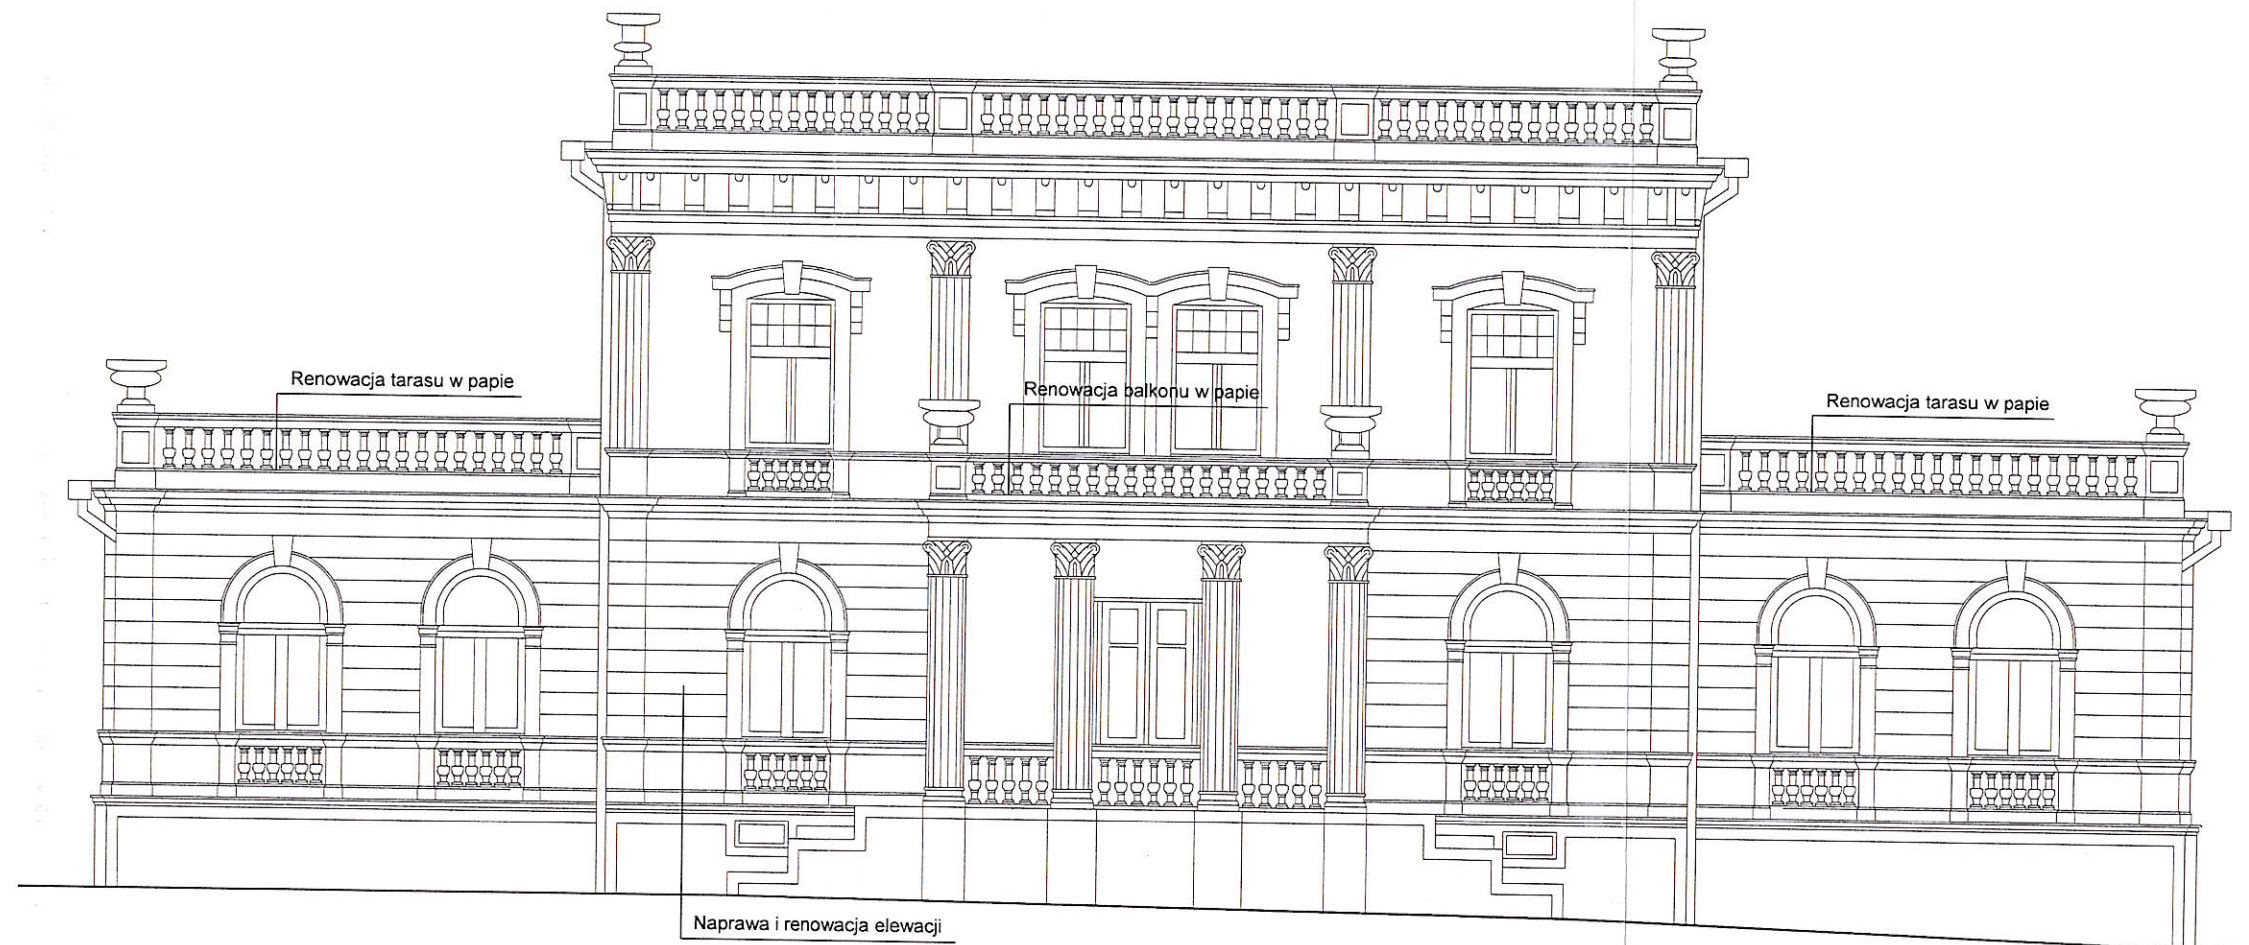 Renowacja tarasu w papie
Renowacja balkonu w papie
Renowacja tarasu w papie
Naprawa i renowacja elewacji